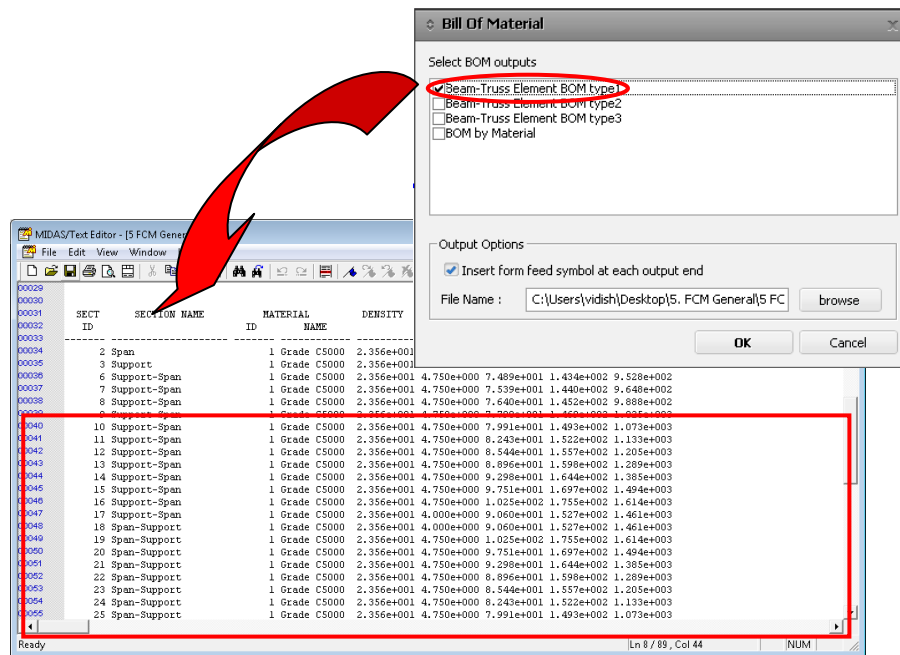 Bill Of Material
Select BOM outputs
Beam-Truss Element BOM type1
Beam-Truss Element BOM type2
Beam-Truss Element BOM type3
BOM by Material
Output Options
Insert form feed symbol at each output end
File Name : C:\Users\vidish\Desktop\5. FCM General\5 FC browse
OK Cancel
MIDAS/Text Editor - [5 FCM Gener
File Edit View Window
00029
00030
00031 SECT SECTION NAME MATERIAL DENSITY
00032 ID ID NAME
00033 ------- -------------------- ------- ----------- ----------
00034 2 Span 1 Grade C5000 2.356e+001
00035 3 Support 1 Grade C5000 2.356e+001
00036 6 Support-Span 1 Grade C5000 2.356e+001 4.750e+000 7.489e+001 1.434e+002 9.528e+002
00037 7 Support-Span 1 Grade C5000 2.356e+001 4.750e+000 7.539e+001 1.440e+002 9.648e+002
00038 8 Support-Span 1 Grade C5000 2.356e+001 4.750e+000 7.640e+001 1.452e+002 9.888e+002
00039 9 Support-Span 1 Grade C5000 2.356e+001 4.750e+000
00040 10 Support-Span 1 Grade C5000 2.356e+001 4.750e+000 7.991e+001 1.493e+002 1.073e+003
00041 11 Support-Span 1 Grade C5000 2.356e+001 4.750e+000 8.243e+001 1.522e+002 1.133e+003
00042 12 Support-Span 1 Grade C5000 2.356e+001 4.750e+000 8.544e+001 1.557e+002 1.205e+003
00043 13 Support-Span 1 Grade C5000 2.356e+001 4.750e+000 8.896e+001 1.598e+002 1.289e+003
00044 14 Support-Span 1 Grade C5000 2.356e+001 4.750e+000 9.298e+001 1.644e+002 1.385e+003
00045 15 Support-Span 1 Grade C5000 2.356e+001 4.750e+000 9.751e+001 1.697e+002 1.494e+003
00046 16 Support-Span 1 Grade C5000 2.356e+001 4.750e+000 1.025e+002 1.755e+002 1.614e+003
00047 17 Support-Span 1 Grade C5000 2.356e+001 4.000e+000 9.060e+001 1.527e+002 1.461e+003
00048 18 Span-Support 1 Grade C5000 2.356e+001 4.000e+000 9.060e+001 1.527e+002 1.461e+003
00049 19 Span-Support 1 Grade C5000 2.356e+001 4.750e+000 1.025e+002 1.755e+002 1.614e+003
00050 20 Span-Support 1 Grade C5000 2.356e+001 4.750e+000 9.751e+001 1.697e+002 1.494e+003
00051 21 Span-Support 1 Grade C5000 2.356e+001 4.750e+000 9.298e+001 1.644e+002 1.385e+003
00052 22 Span-Support 1 Grade C5000 2.356e+001 4.750e+000 8.896e+001 1.598e+002 1.289e+003
00053 23 Span-Support 1 Grade C5000 2.356e+001 4.750e+000 8.544e+001 1.557e+002 1.205e+003
00054 24 Span-Support 1 Grade C5000 2.356e+001 4.750e+000 8.243e+001 1.522e+002 1.133e+003
00055 25 Span-Support 1 Grade C5000 2.356e+001 4.750e+000 7.991e+001 1.493e+002 1.073e+003
Ready Ln 8 / 89 , Col 44 NUM